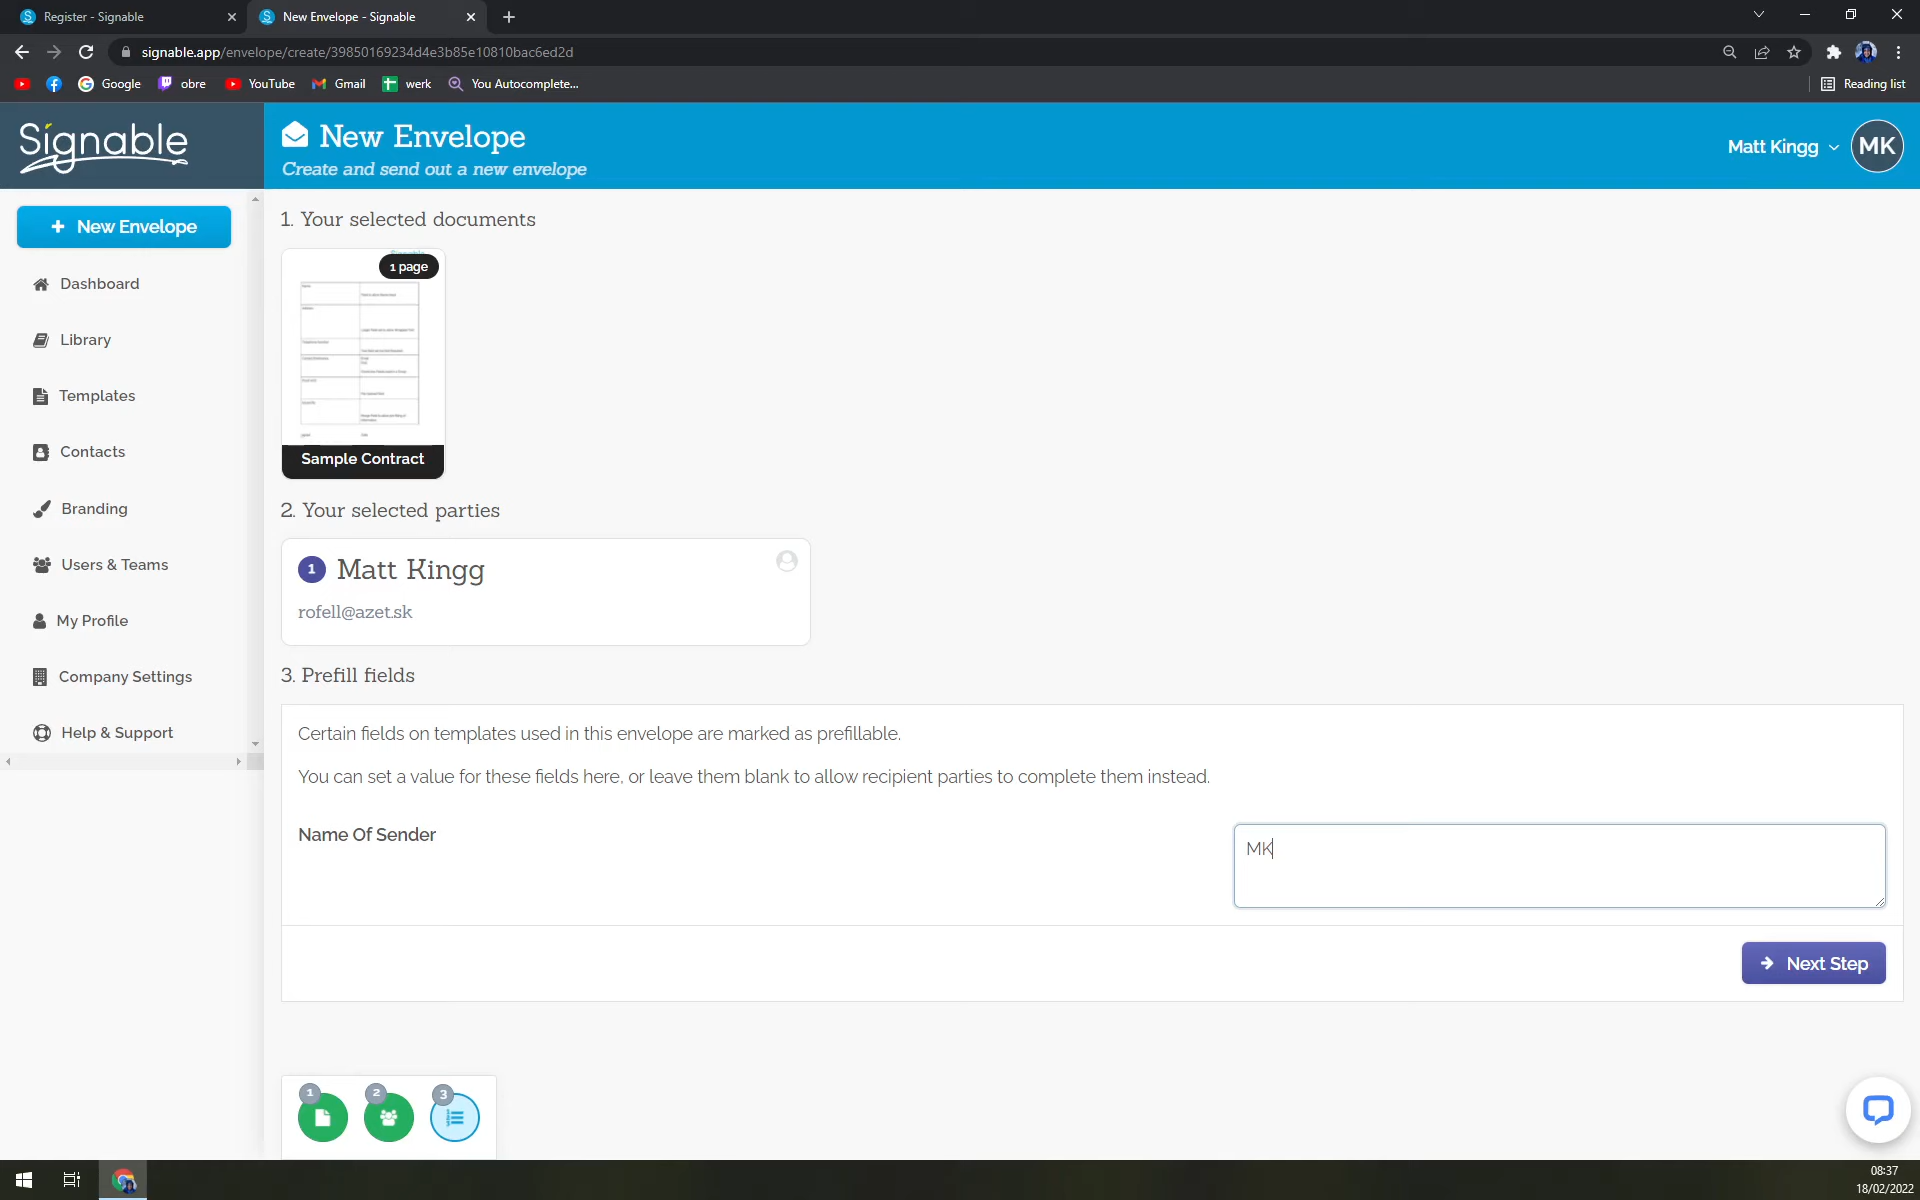 Register - Signable
New Envelope - Signable
signable.app/envelope/create/39850169234d4e3b85e10810bac6ed2d
Google
obre
YouTube
Gmail
werk
You Autocomplete...
Reading list
Signable
New Envelope
Create and send out a new envelope
Matt Kingg
MK
New Envelope
Dashboard
Library
Templates
Contacts
Branding
Users & Teams
My Profile
Company Settings
Help & Support
1. Your selected documents
1 page
Sample Contract
2. Your selected parties
1 Matt Kingg
rofell@azet.sk
3. Prefill fields
Certain fields on templates used in this envelope are marked as prefillable.
You can set a value for these fields here, or leave them blank to allow recipient parties to complete them instead.
Name Of Sender
MK
Next Step
1 2 3
08:37
18/02/2022